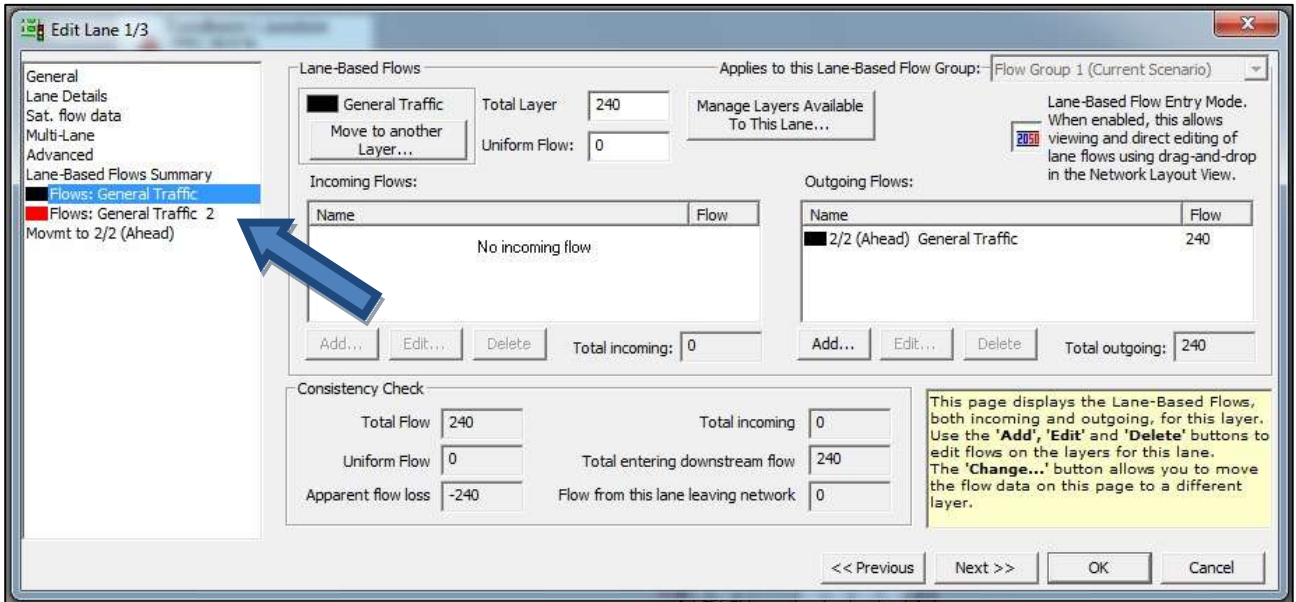 Edit Lane 1/3
General
Lane Details
Sat. flow data
Multi-Lane
Advanced
Lane-Based Flows Summary
Flows: General Traffic
Flows: General Traffic 2
Movmt to 2/2 (Ahead)
Lane-Based Flows
Applies to this Lane-Based Flow Group:
Flow Group 1 (Current Scenario)
General Traffic
Move to another
Layer...
Total Layer
240
Uniform Flow:
0
Manage Layers Available
To This Lane...
2050
Lane-Based Flow Entry Mode.
When enabled, this allows
viewing and direct editing of
lane flows using drag-and-drop
in the Network Layout View.
Incoming Flows:
Name
Flow
No incoming flow
Add...
Edit...
Delete
Total incoming:
0
Outgoing Flows:
Name
Flow
2/2 (Ahead) General Traffic
240
Add...
Edit...
Delete
Total outgoing:
240
Consistency Check
Total Flow
240
Total incoming
0
Uniform Flow
0
Total entering downstream flow
240
Apparent flow loss
-240
Flow from this lane leaving network
0
This page displays the Lane-Based Flows,
both incoming and outgoing, for this layer.
Use the 'Add', 'Edit' and 'Delete' buttons to
edit flows on the layers for this lane.
The 'Change...' button allows you to move
the flow data on this page to a different
layer.
<< Previous
Next >>
OK
Cancel